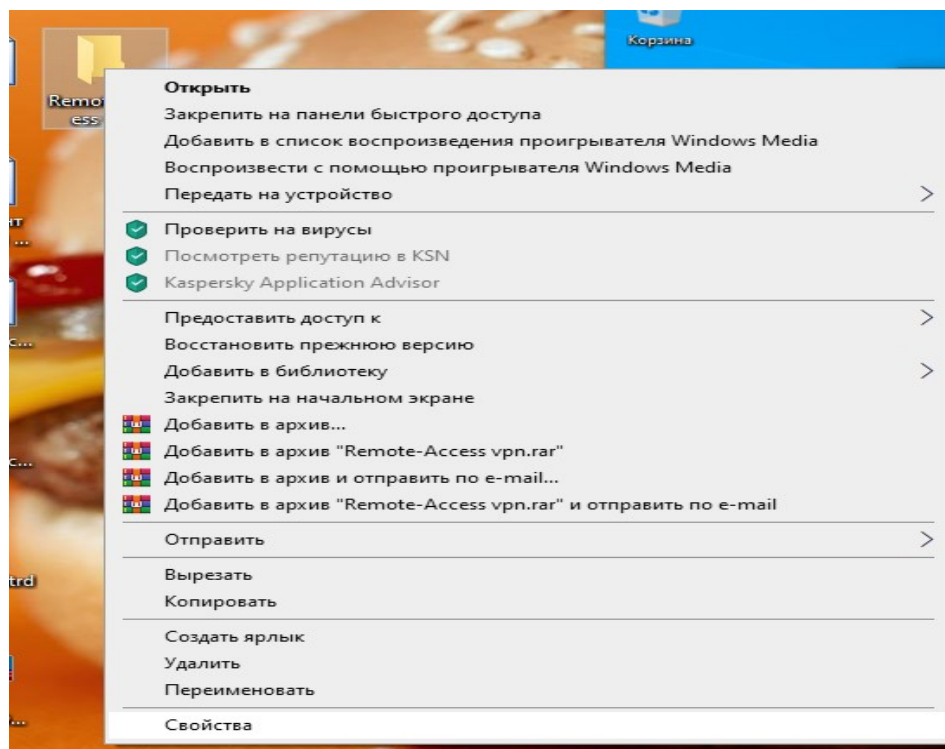 Корзина
Remo
ess
Открыть
Закрепить на панели быстрого доступа
Добавить в список воспроизведения проигрывателя Windows Media
Воспроизвести с помощью проигрывателя Windows Media
Передать на устройство
Проверить на вирусы
Посмотреть репутацию в KSN
Kaspersky Application Advisor
Предоставить доступ к
Восстановить прежнюю версию
Добавить в библиотеку
Закрепить на начальном экране
Добавить в архив...
Добавить в архив "Remote-Access vpn.rar"
Добавить в архив и отправить по e-mail...
Добавить в архив "Remote-Access vpn.rar" и отправить по e-mail
Отправить
trd
Вырезать
Копировать
Создать ярлык
Удалить
Переименовать
Свойства